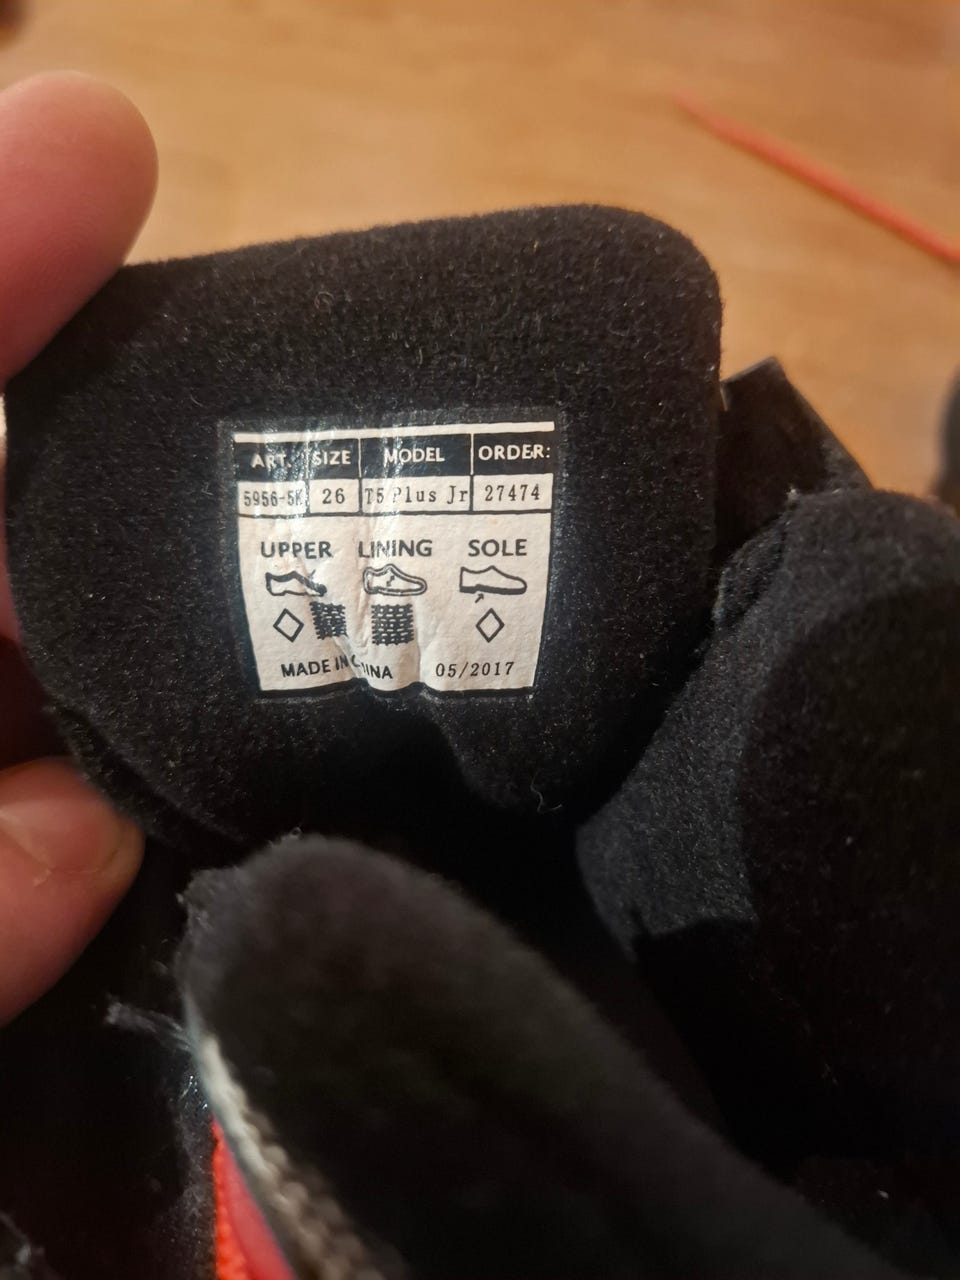 ART. SIZE MODEL ORDER:
5956-5K 26 T5 Plus Jr 27474
UPPER LINING SOLE
MADE IN CHINA 05/2017